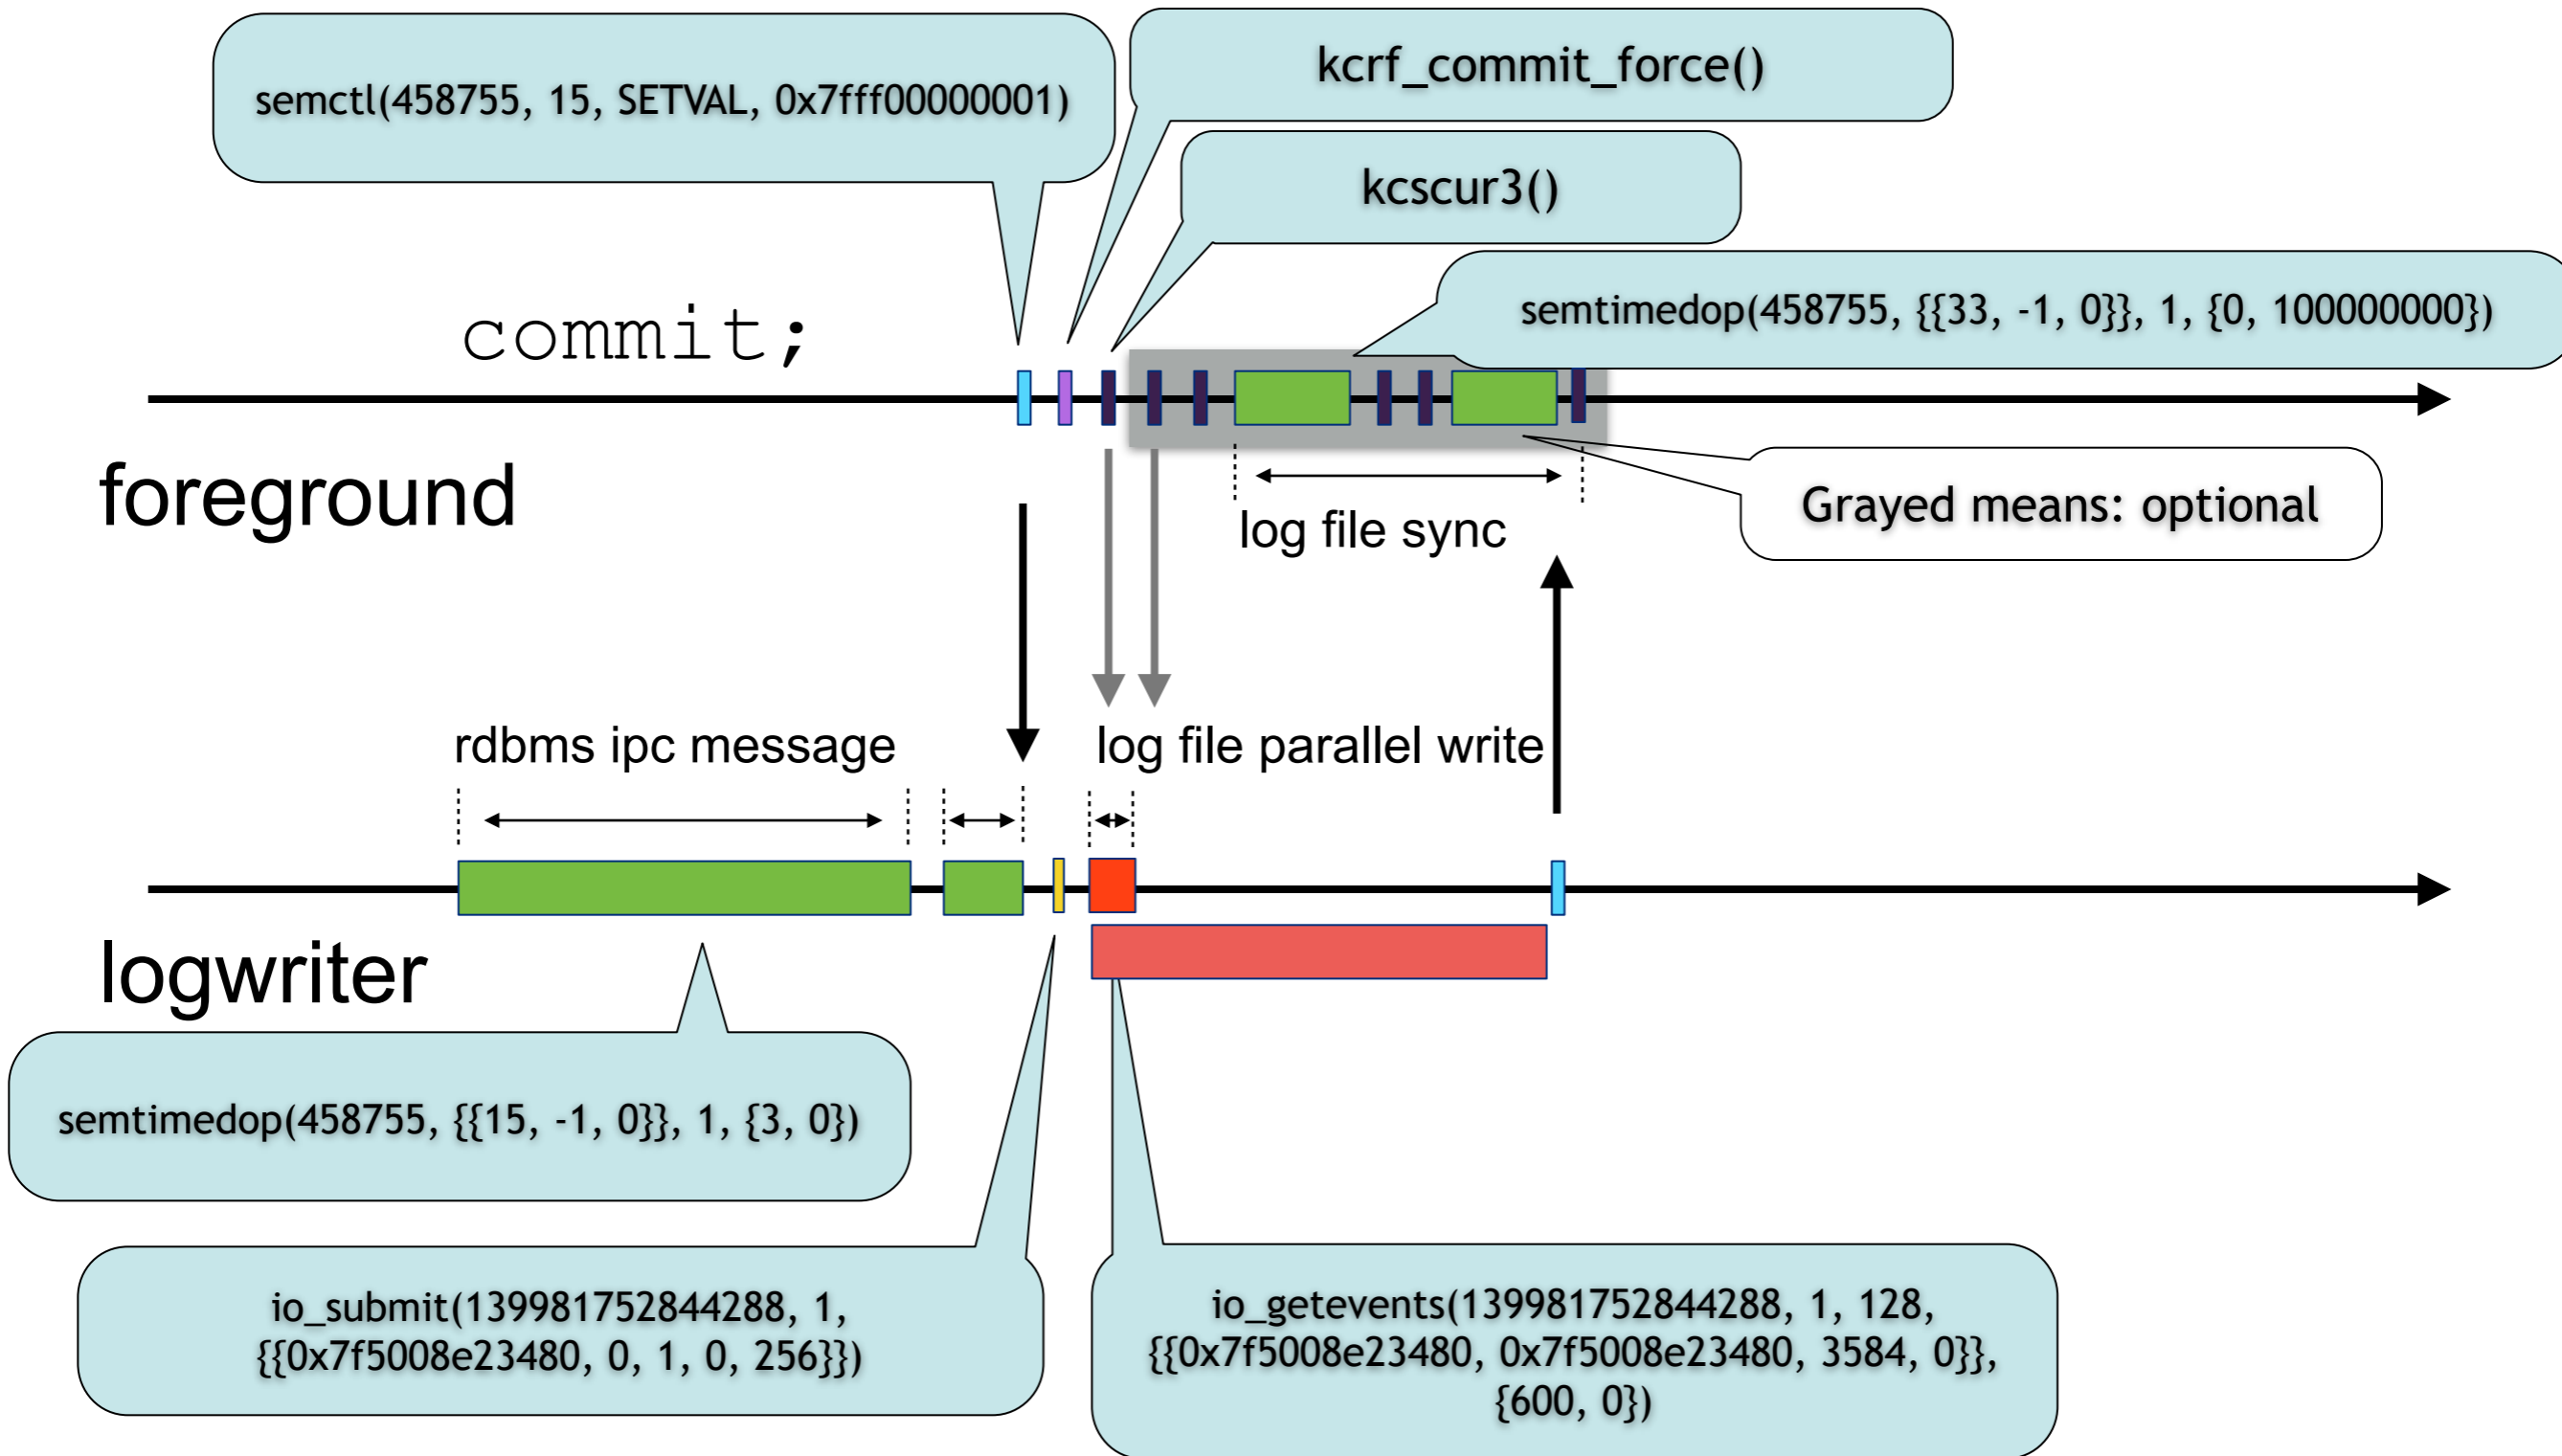 semctl(458755, 15, SETVAL, 0x7fff00000001)
kcrf_commit_force()
kcscur3()
semtimedop(458755, {{33, -1, 0}}, 1, {0, 100000000})
commit;
foreground
log file sync
Grayed means: optional
rdbms ipc message
log file parallel write
logwriter
semtimedop(458755, {{15, -1, 0}}, 1, {3, 0})
io_submit(139981752844288, 1,
{{0x7f5008e23480, 0, 1, 0, 256}})
io_getevents(139981752844288, 1, 128,
{{0x7f5008e23480, 0x7f5008e23480, 3584, 0}},
{600, 0})